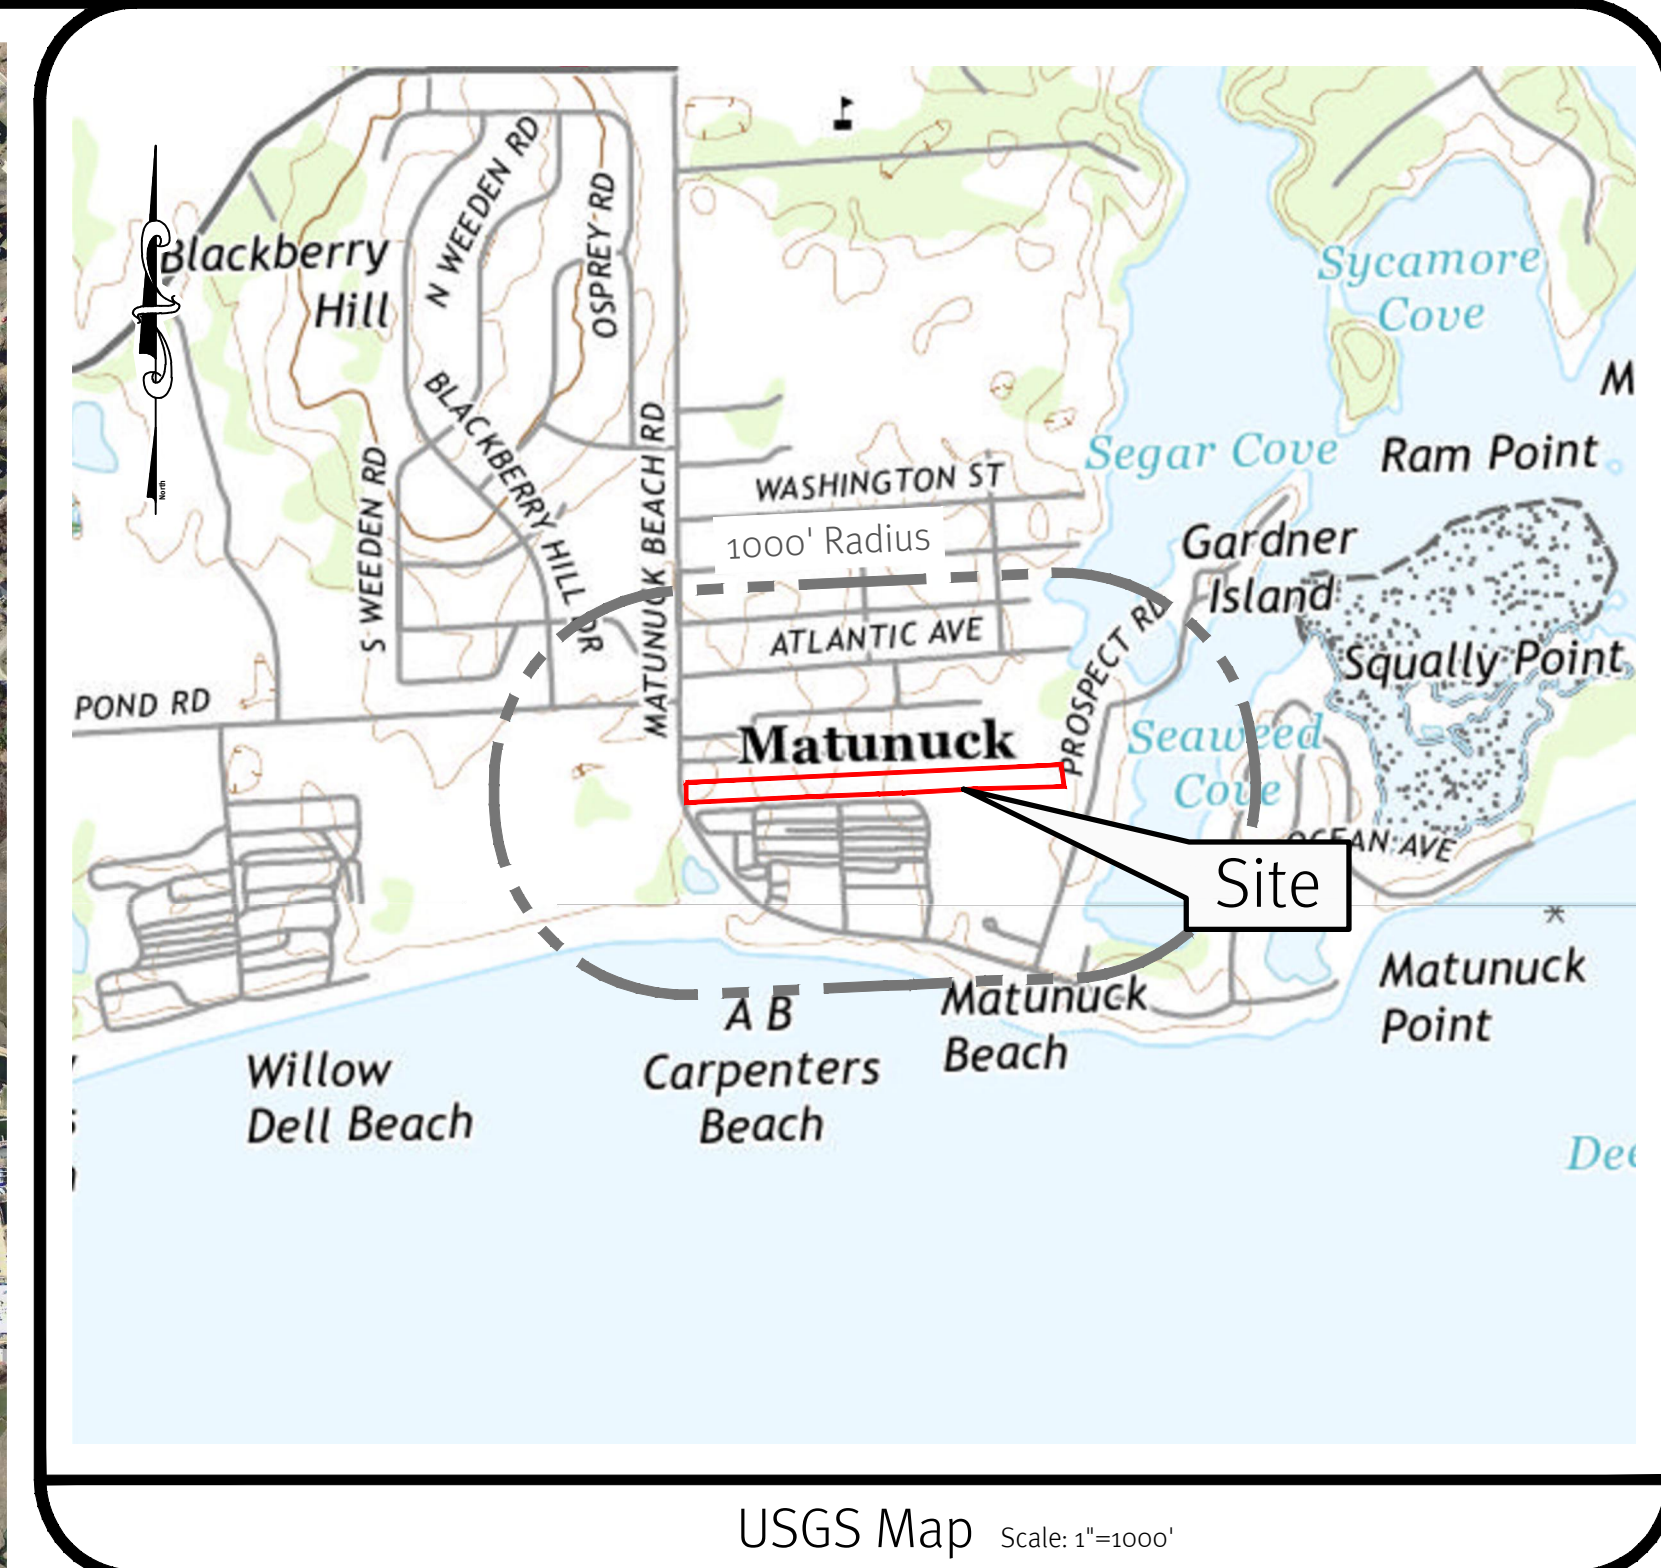 N WEEDEN RD
OSPREY RD
Blackberry
Hill
Sycamore
Cove
North
BLACKBERRY HILL DR
S WEEDEN RD
MATUNUCK BEACH RD
Segar Cove
Ram Point
WASHINGTON ST
1000' Radius
Gardner
Island
ATLANTIC AVE
PROSPECT RD
Squally Point
POND RD
Matunuck
Seaweed
Cove
OCEAN AVE
Site
Matunuck
Point
A B
Carpenters
Beach
Matunuck
Beach
Willow
Dell Beach
USGS Map Scale: 1"=1000'